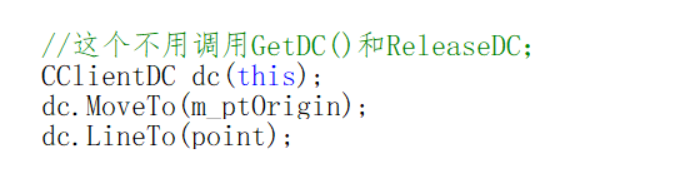 //这个不用调用GetDC()和ReleaseDC;
CClientDC dc(this);
dc.MoveTo(m_ptOrigin);
dc.LineTo(point);